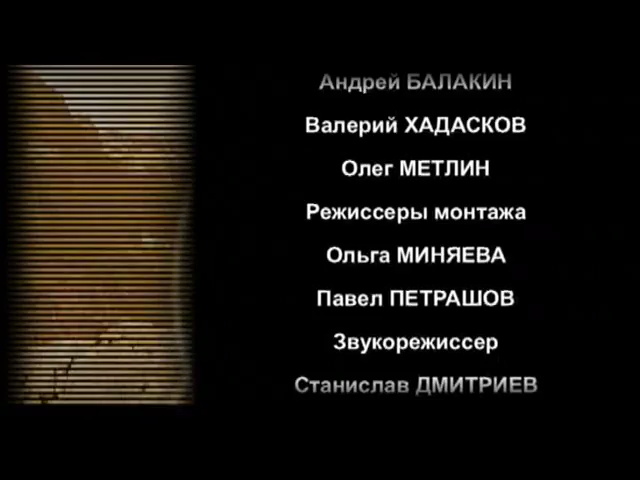 Андрей БАЛАКИН
Валерий ХАДАСКОВ
Олег МЕТЛИН
Режиссеры монтажа
Ольга МИНЯЕВА
Павел ПЕТРАШОВ
Звукорежиссер
Станислав ДМИТРИЕВ